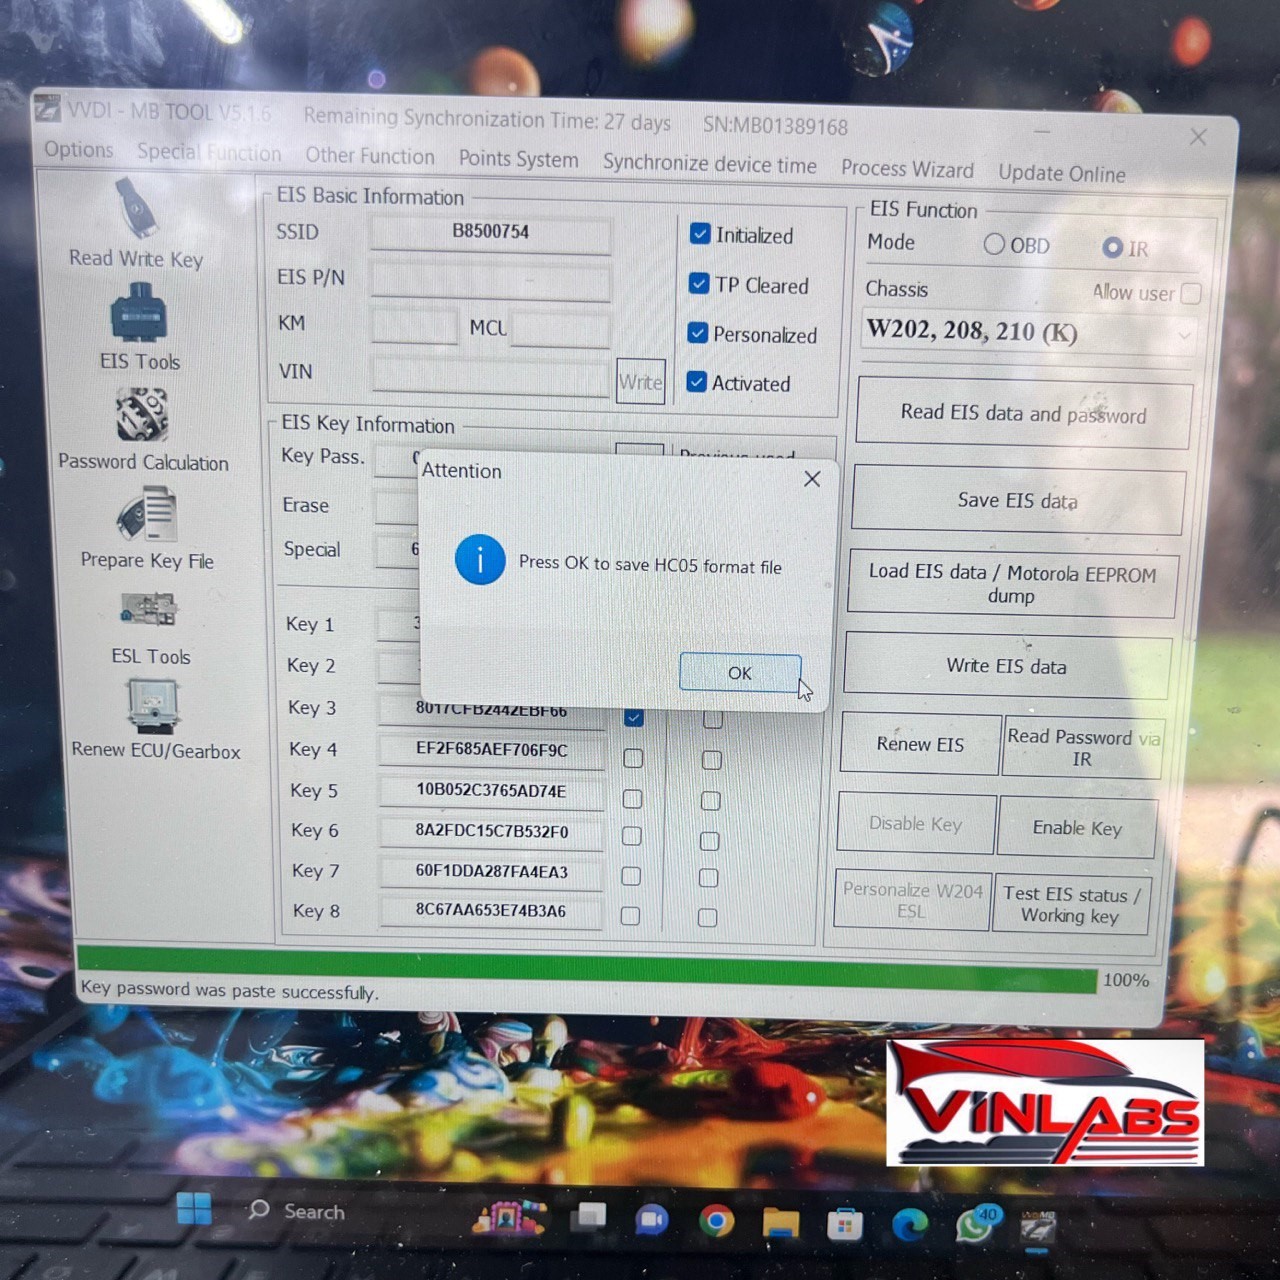 VVDI - MB TOOL V5.1.6 Remaining Synchronization Time: 27 days SN:MB01389168
Options Special Function Other Function Points System Synchronize device time Process Wizard Update Online
Read Write Key
EIS Tools
Password Calculation
Prepare Key File
ESL Tools
Renew ECU/Gearbox
EIS Basic Information
SSID B8500754
EIS P/N
KM MCU
VIN Write
Initialized
TP Cleared
Personalized
Activated
EIS Key Information
Key Pass.
Previous used
Erase
Special 6
Key 1
Key 2
Key 3 8017CFB2442EBF66
Key 4 EF2F685AEF706F9C
Key 5 10B052C3765AD74E
Key 6 8A2FDC15C7B532F0
Key 7 60F1DDA287FA4EA3
Key 8 8C67AA653E74B3A6
Attention
Press OK to save HC05 format file
OK
EIS Function
Mode OBD IR
Chassis Allow user
W202, 208, 210 (K)
Read EIS data and password
Save EIS data
Load EIS data / Motorola EEPROM
dump
Write EIS data
Renew EIS
Read Password via
IR
Disable Key
Enable Key
Personalize W204
ESL
Test EIS status /
Working key
100%
Key password was paste successfully.
VINLABS
Search
40